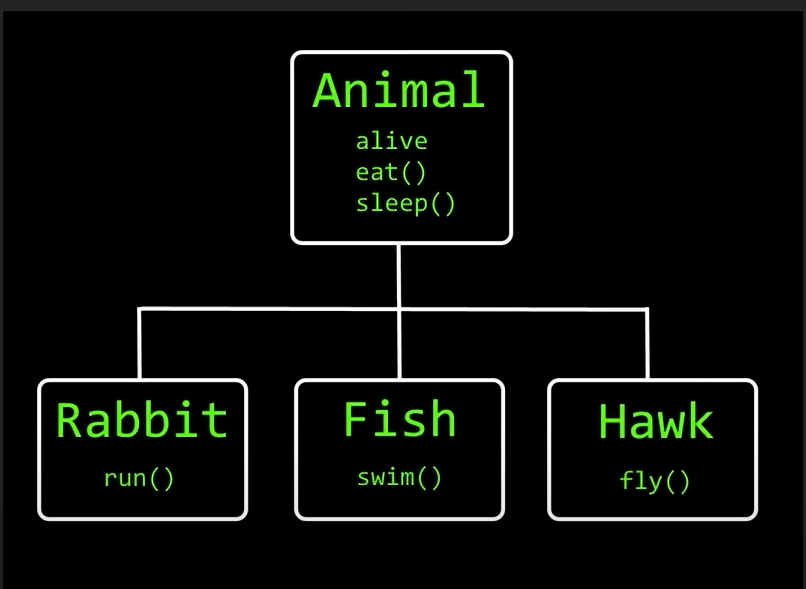 Animal
alive
eat()
sleep()
Rabbit
run()
Fish
swim()
Hawk
fly()